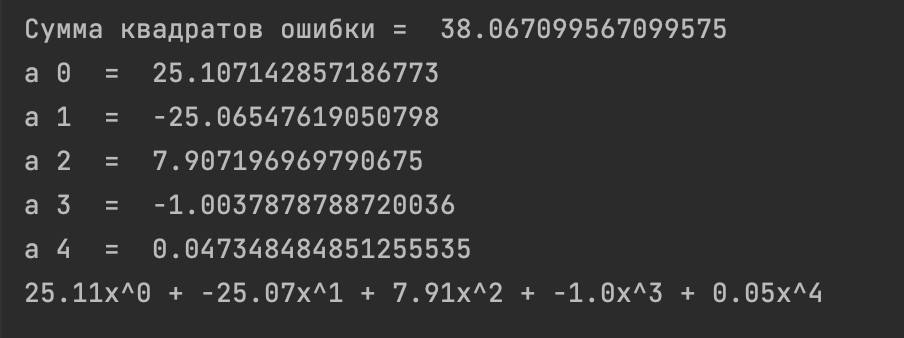 Сумма квадратов ошибки =  38.067099567099575
a 0  =  25.107142857186773
a 1  =  -25.06547619050798
a 2  =  7.907196969790675
a 3  =  -1.0037878788720036
a 4  =  0.047348484851255535
25.11x^0 + -25.07x^1 + 7.91x^2 + -1.0x^3 + 0.05x^4